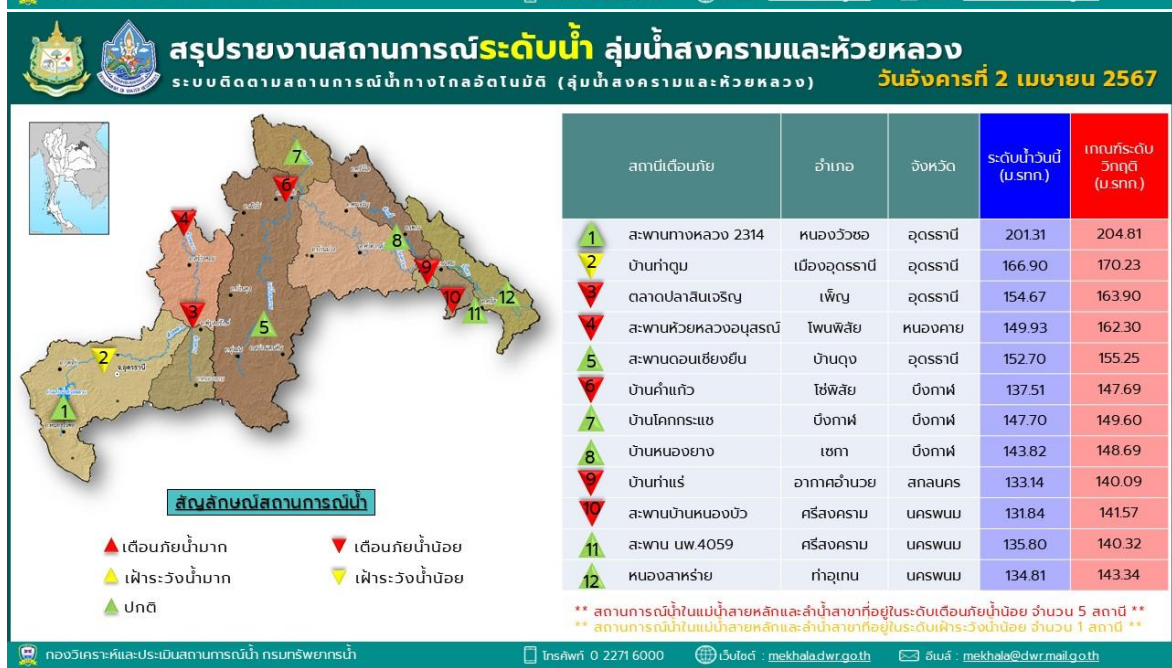 สรุปรายงานสถานการณ์ระดับน้ำ ลุ่มน้ำสงครามและห้วยหลวง
ระบบติดตามสถานการณ์น้ำทางไกลอัตโนมัติ (ลุ่มน้ำสงครามและห้วยหลวง)
วันอังคารที่ 2 เมษายน 2567
สถานีเตือนภัย อำเภอ จังหวัด ระดับน้ำวันนี้ (ม.รทก.) เกณฑ์ระดับวิกฤติ (ม.รทก.)
1 สะพานทางหลวง 2314 หนองวัวซอ อุดรธานี 201.31 204.81
2 บ้านท่าตูม เมืองอุดรธานี อุดรธานี 166.90 170.23
3 ตลาดปลาสินเจริญ เพ็ญ อุดรธานี 154.67 163.90
4 สะพานห้วยหลวงอนุสรณ์ โพนพิสัย หนองคาย 149.93 162.30
5 สะพานดอนเชียงยืน บ้านดุง อุดรธานี 152.70 155.25
6 บ้านคำแก้ว โซ่พิสัย บึงกาฬ 137.51 147.69
7 บ้านโคกกระแซ บึงกาฬ บึงกาฬ 147.70 149.60
8 บ้านหนองยาง เซกา บึงกาฬ 143.82 148.69
9 บ้านท่าแร่ อากาศอำนวย สกลนคร 133.14 140.09
10 สะพานบ้านหนองบัว ศรีสงคราม นครพนม 131.84 141.57
11 สะพาน นพ.4059 ศรีสงคราม นครพนม 135.80 140.32
12 หนองสาหร่าย ท่าอุเทน นครพนม 134.81 143.34
7
6
4
8
9
10
12
11
3
5
2
1
สัญลักษณ์สถานการณ์น้ำ
เตือนภัยน้ำมาก เตือนภัยน้ำน้อย
เฝ้าระวังน้ำมาก เฝ้าระวังน้ำน้อย
ปกติ
** สถานการณ์น้ำในแม่น้ำสายหลักและลำน้ำสาขาที่อยู่ในระดับเตือนภัยน้ำน้อย จำนวน 5 สถานี **
** สถานการณ์น้ำในแม่น้ำสายหลักและลำน้ำสาขาที่อยู่ในระดับเฝ้าระวังน้ำน้อย จำนวน 1 สถานี **
กองวิเคราะห์และประเมินสถานการณ์น้ำ กรมทรัพยากรน้ำ โทรศัพท์ 0 2271 6000 เว็บไซต์ : mekhala.dwr.go.th อีเมล์ : mekhala@dwr.mail.go.th